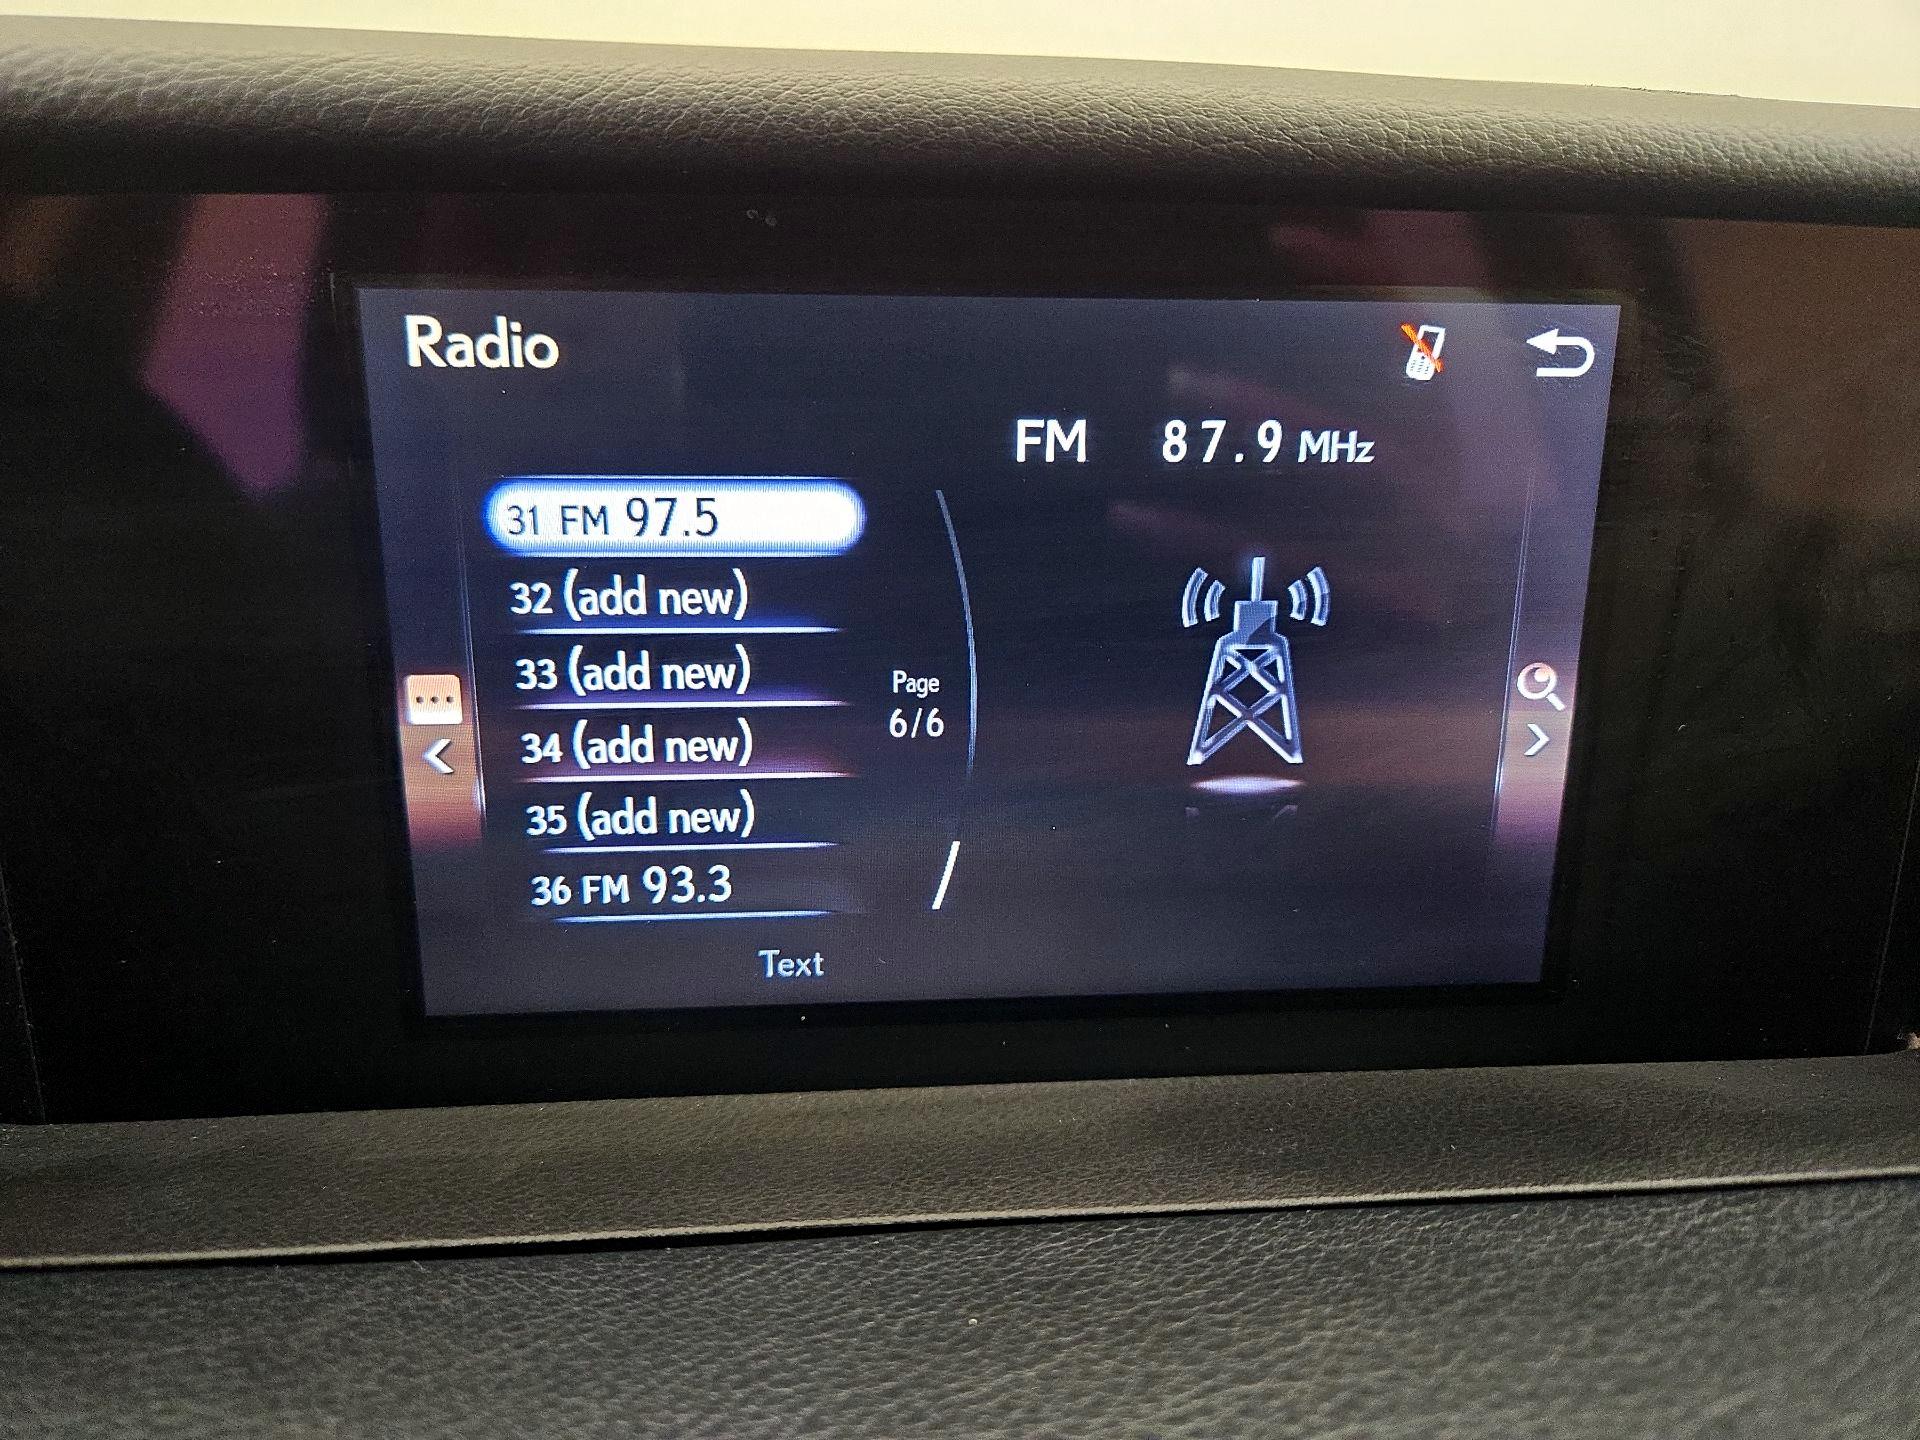 Radio
FM 87.9 MHz
31 FM 97.5
32 (add new)
33 (add new)
34 (add new)
35 (add new)
36 FM 93.3
Page
6/6
Text